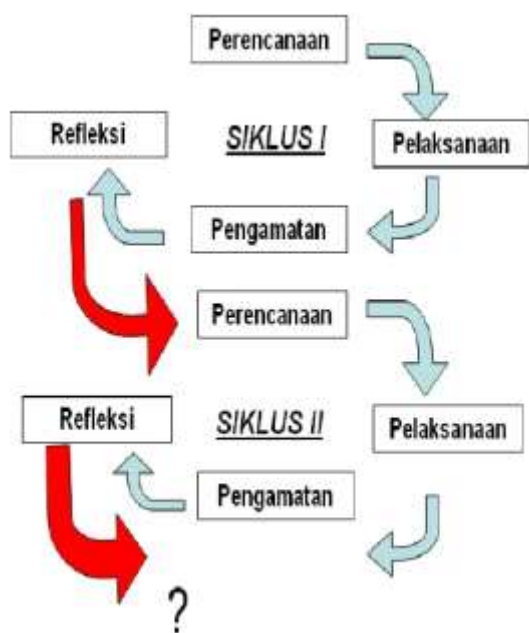 Perencanaan
Refleksi
SIKLUS I
Pelaksanaan
Pengamatan
Perencanaan
Refleksi
SIKLUS II
Pelaksanaan
Pengamatan
?